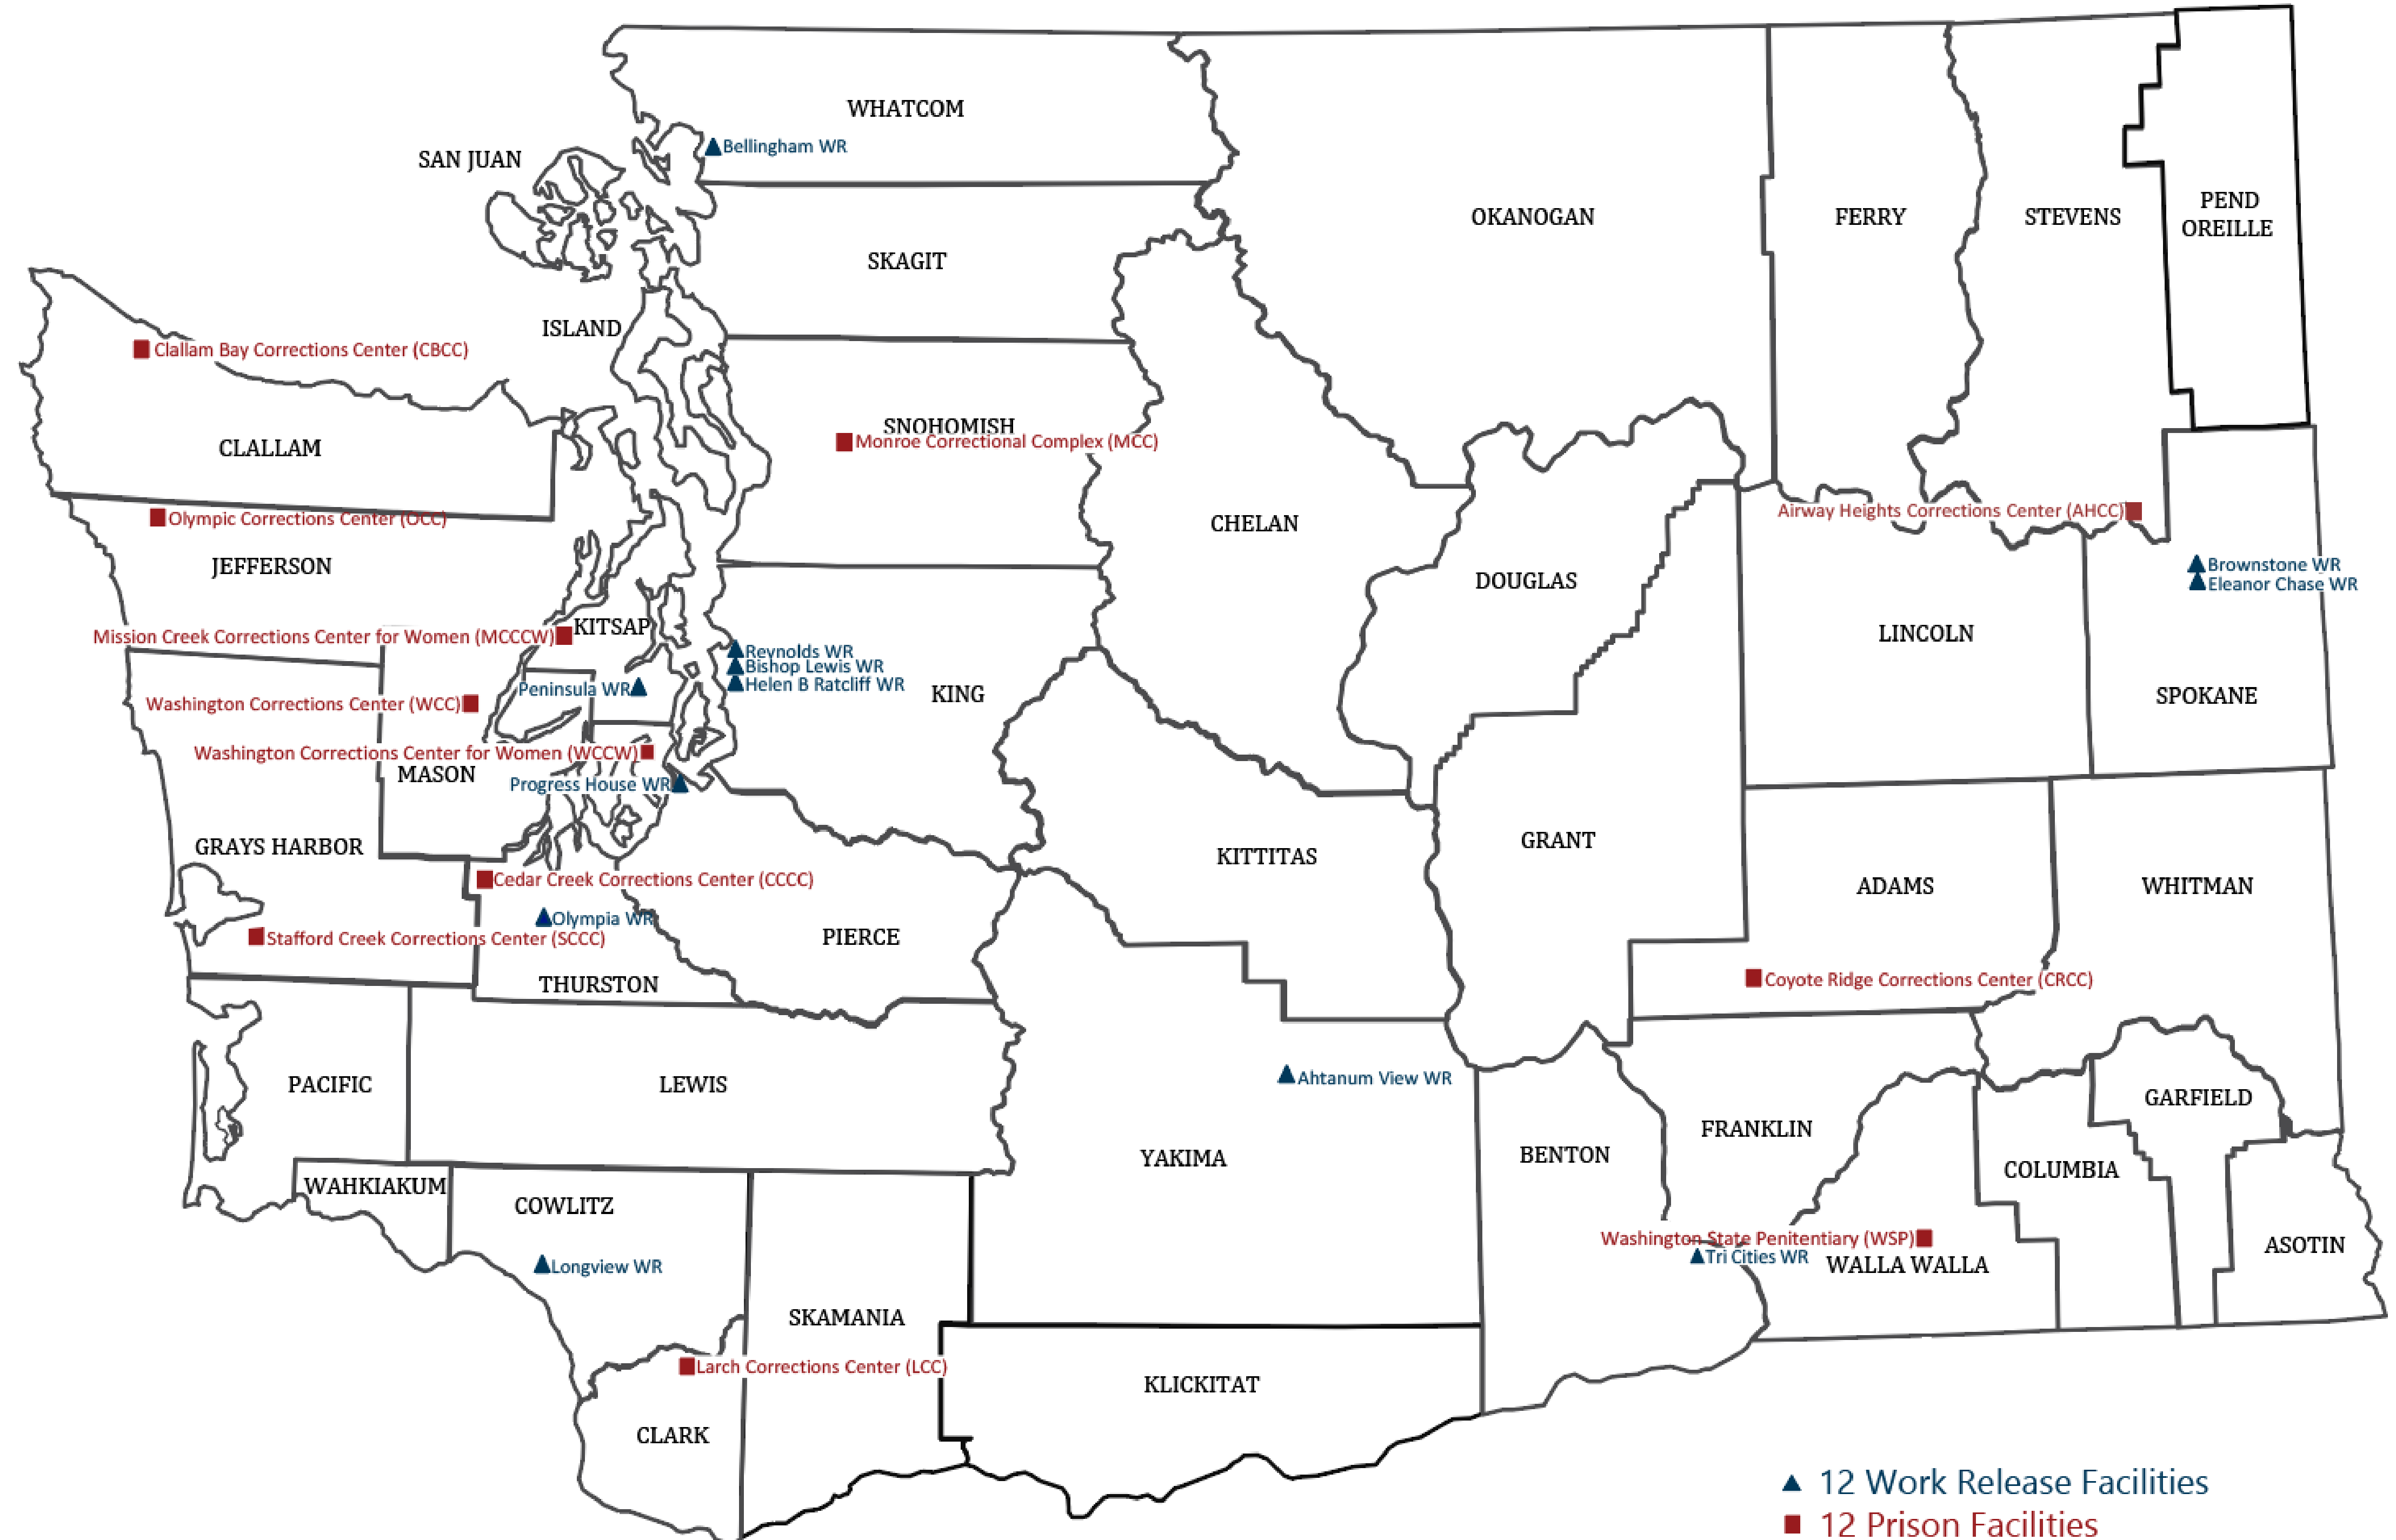 WHATCOM
Bellingham WR
SAN JUAN
OKANOGAN
FERRY
STEVENS
PEND
OREILLE
SKAGIT
ISLAND
Clallam Bay Corrections Center (CBCC)
SNOHOMISH
Monroe Correctional Complex (MCC)
CLALLAM
Olympic Corrections Center (OCC)
CHELAN
Airway Heights Corrections Center (AHCC)
JEFFERSON
DOUGLAS
Brownstone WR
Eleanor Chase WR
Mission Creek Corrections Center for Women (MCCCW)
KITSAP
LINCOLN
Reynolds WR
Bishop Lewis WR
Helen B Ratcliff WR
Peninsula WR
KING
SPOKANE
Washington Corrections Center (WCC)
Washington Corrections Center for Women (WCCW)
MASON
Progress House WR
GRAYS HARBOR
KITTITAS
GRANT
Cedar Creek Corrections Center (CCCC)
ADAMS
WHITMAN
Olympia WR
Stafford Creek Corrections Center (SCCC)
PIERCE
THURSTON
Coyote Ridge Corrections Center (CRCC)
PACIFIC
LEWIS
Ahtanum View WR
GARFIELD
FRANKLIN
YAKIMA
BENTON
COLUMBIA
WAHKIAKUM
COWLITZ
Washington State Penitentiary (WSP)
Tri Cities WR
WALLA WALLA
ASOTIN
Longview WR
SKAMANIA
Larch Corrections Center (LCC)
KLICKITAT
CLARK
12 Work Release Facilities
12 Prison Facilities